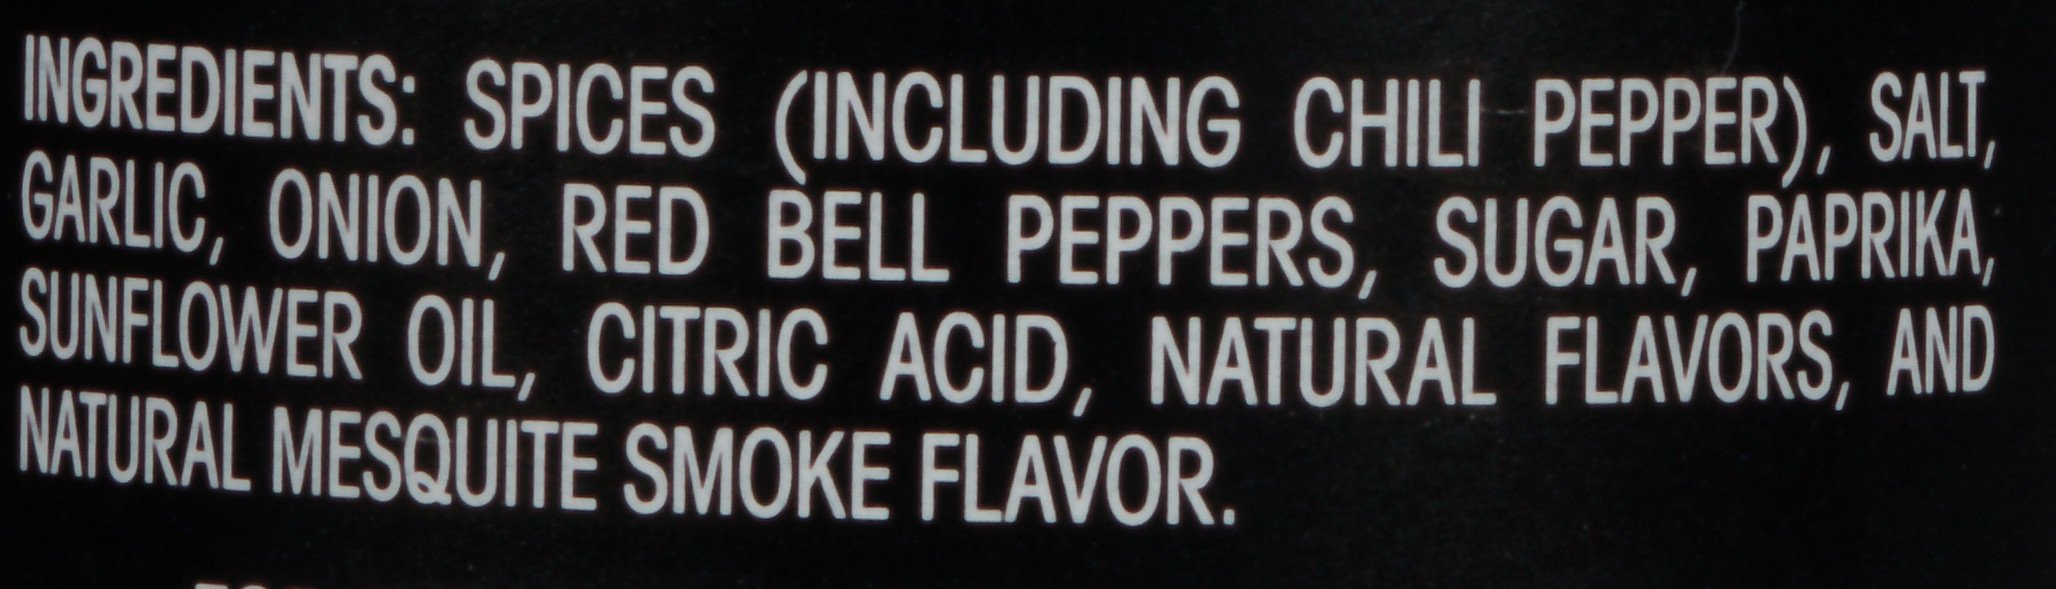 INGREDIENTS: SPICES (INCLUDING CHILI PEPPER), SALT,
GARLIC, ONION, RED BELL PEPPERS, SUGAR, PAPRIKA,
SUNFLOWER OIL, CITRIC ACID, NATURAL FLAVORS, AND
NATURAL MESQUITE SMOKE FLAVOR.